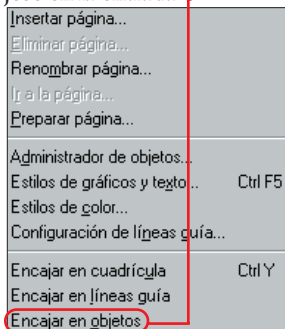 Insertar página...
Eliminar página...
Renombrar página...
Ir a la página...
Preparar página...
Administrador de objetos...
Estilos de gráficos y texto... Ctrl F5
Estilos de color...
Configuración de líneas guía...
Encajar en cuadrícula Ctrl Y
Encajar en líneas guía
Encajar en objetos